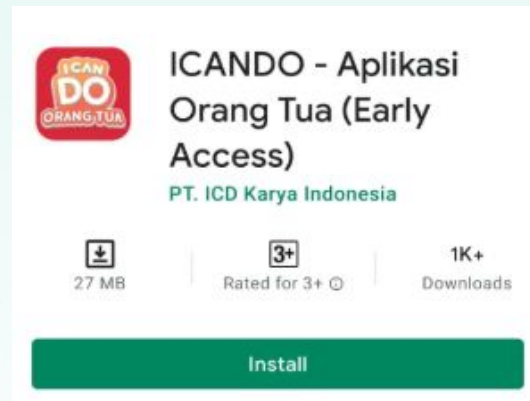 I CAN
DO
ORANG TUA
ICANDO - Aplikasi
Orang Tua (Early
Access)
PT. ICD Karya Indonesia
3+
1K+
27 MB
Rated for 3+
Downloads
Install